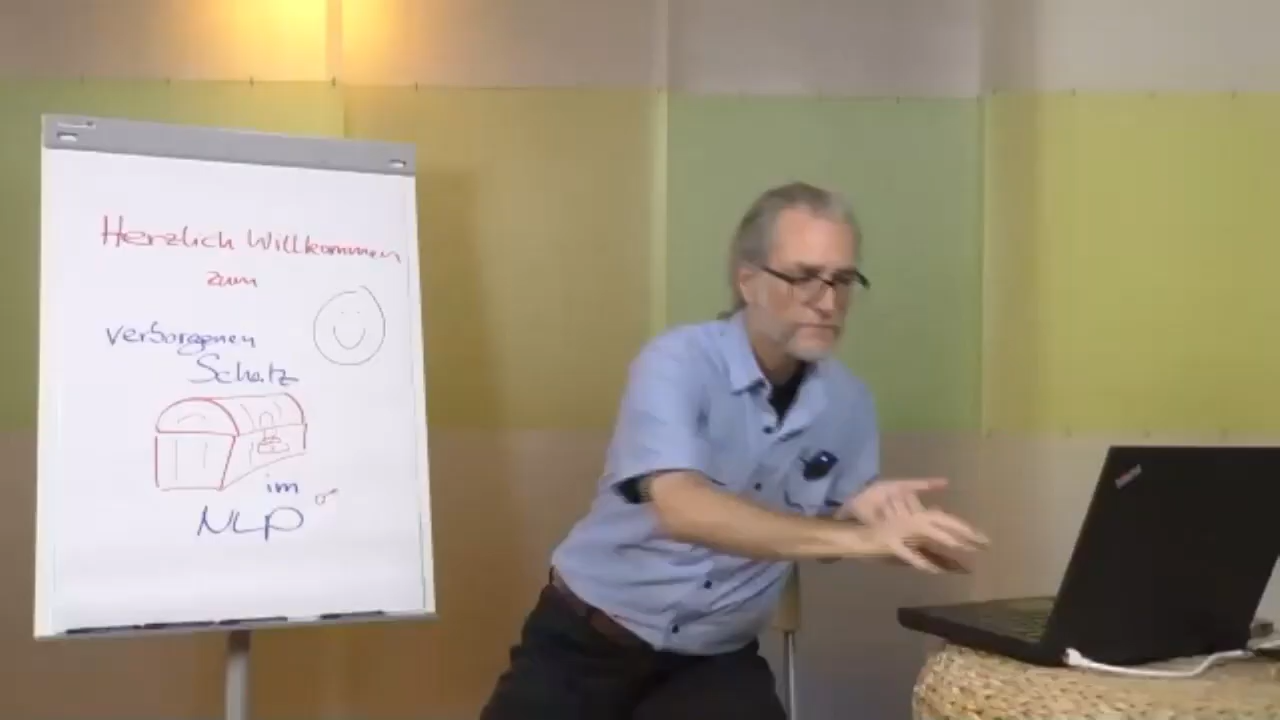 Herzlich Willkommen
zum
verborgenen
Schatz
im
NLP